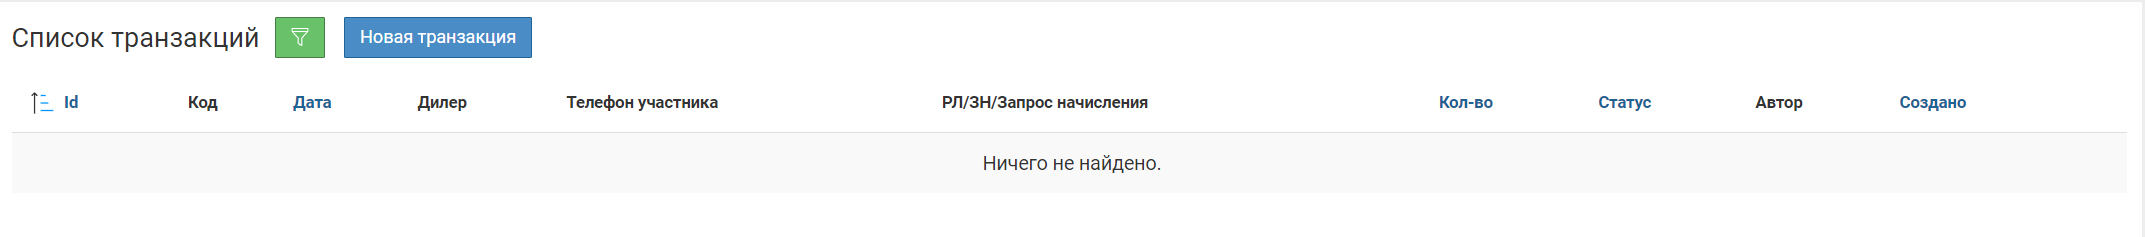 Список транзакций Новая транзакция
Id Код Дата Дилер Телефон участника РЛ/ЗН/Запрос начисления Кол-во Статус Автор Создано
Ничего не найдено.